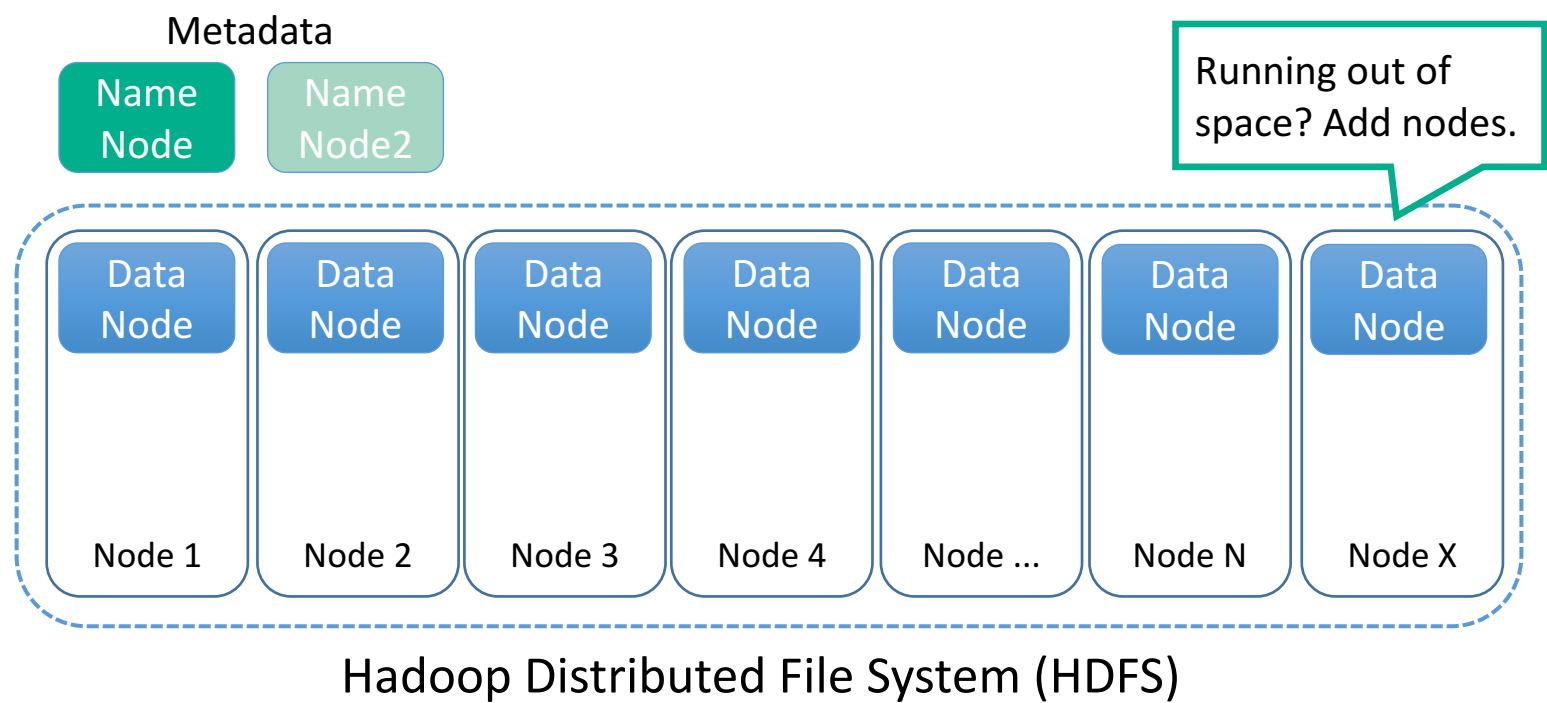 Metadata
Name
Node
Name
Node2
Running out of
space? Add nodes.
Data
Node
Data
Node
Data
Node
Data
Node
Data
Node
Data
Node
Data
Node
Node 1
Node 2
Node 3
Node 4
Node ...
Node N
Node X
Hadoop Distributed File System (HDFS)